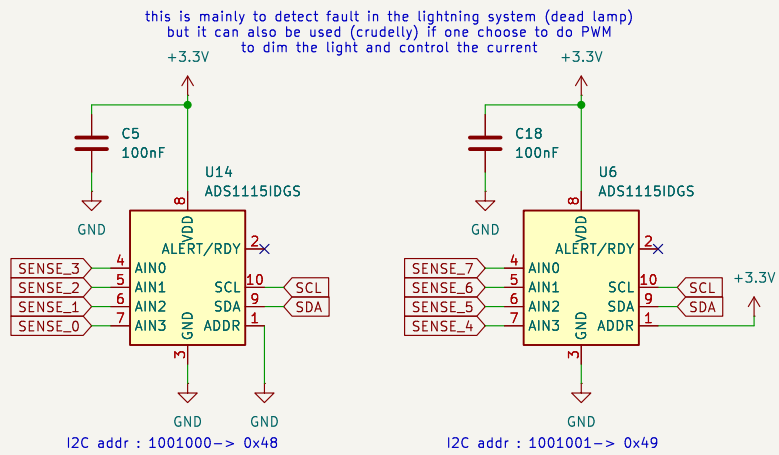 this is mainly to detect fault in the lightning system (dead lamp)
but it can also be used (crudelly) if one choose to do PWM
to dim the light and control the current
+3.3V
C5
100nF
GND
U14
ADS1115IDGS
8
VDD
ALERT/RDY
2
SENSE_3
4
AIN0
SENSE_2
5
AIN1
SCL
10
SCL
SENSE_1
6
AIN2
SDA
9
SDA
SENSE_0
7
AIN3
GND
ADDR
1
3
GND
GND
I2C addr : 1001000-> 0x48
+3.3V
C18
100nF
GND
U6
ADS1115IDGS
8
VDD
ALERT/RDY
2
SENSE_7
4
AIN0
SENSE_6
5
AIN1
SCL
10
SCL
SENSE_5
6
AIN2
SDA
9
SDA
SENSE_4
7
AIN3
GND
ADDR
1
+3.3V
3
GND
I2C addr : 1001001-> 0x49